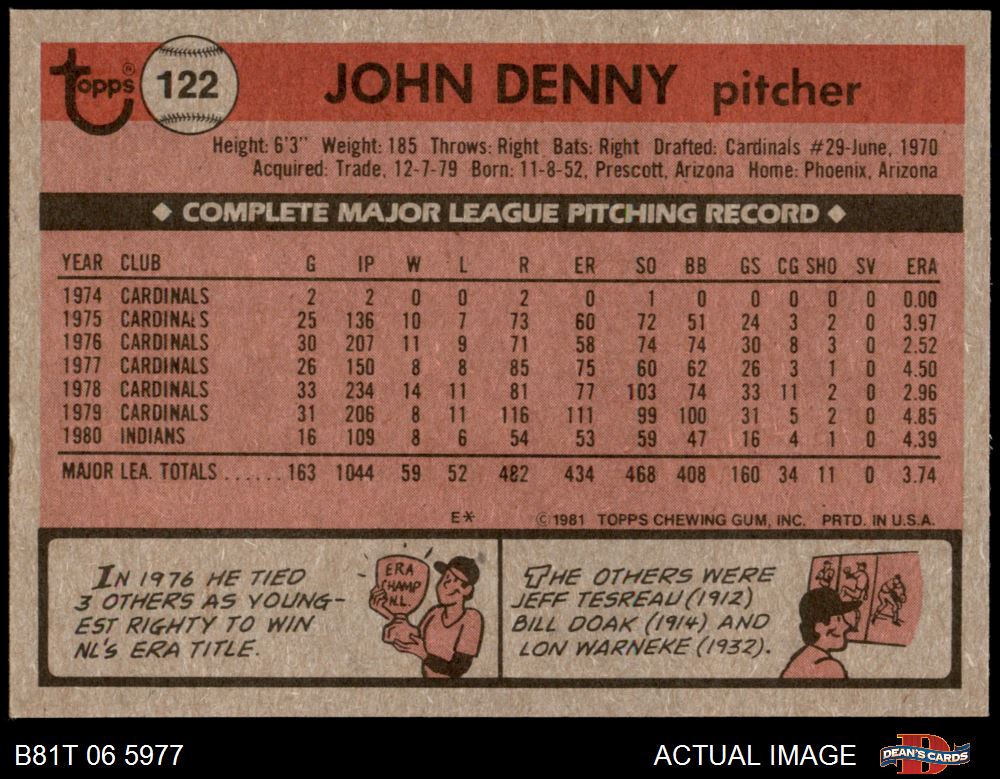 topps® 122 JOHN DENNY pitcher
Height: 6'3" Weight: 185 Throws: Right Bats: Right Drafted: Cardinals #29-June, 1970
Acquired: Trade, 12-7-79 Born: 11-8-52, Prescott, Arizona Home: Phoenix, Arizona
◆ COMPLETE MAJOR LEAGUE PITCHING RECORD ◆
YEAR CLUB G IP W L R ER SO BB GS CG SHO SV ERA
1974 CARDINALS 2 2 0 0 2 0 1 0 0 0 0 0 0.00
1975 CARDINALS 25 136 10 7 73 60 72 51 24 3 2 0 3.97
1976 CARDINALS 30 207 11 9 71 58 74 74 30 8 3 0 2.52
1977 CARDINALS 26 150 8 8 85 75 60 62 26 3 1 0 4.50
1978 CARDINALS 33 234 14 11 81 77 103 74 33 11 2 0 2.96
1979 CARDINALS 31 206 8 11 116 111 99 100 31 5 2 0 4.85
1980 INDIANS 16 109 8 6 54 53 59 47 16 4 1 0 4.39
MAJOR LEA. TOTALS ...... 163 1044 59 52 482 434 468 408 160 34 11 0 3.74
E* ©1981 TOPPS CHEWING GUM, INC. PRTD. IN U.S.A.
IN 1976 HE TIED
3 OTHERS AS YOUNG-
EST RIGHTY TO WIN
NL'S ERA TITLE.
ERA
CHAMP
N.L.
THE OTHERS WERE
JEFF TESREAU (1912)
BILL DOAK (1914) AND
LON WARNEKE (1932).
B81T 06 5977 ACTUAL IMAGE DEAN'S CARDS